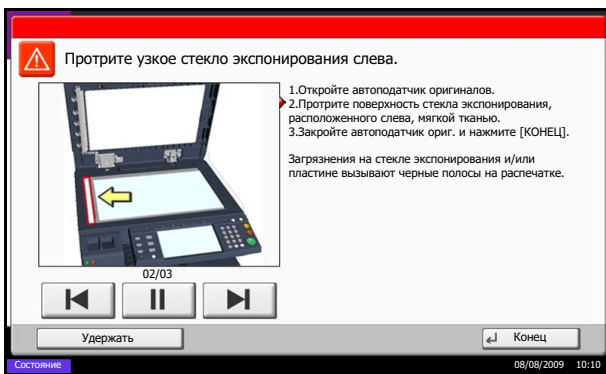 Протрите узкое стекло экспонирования слева.
1.Откройте автоподатчик оригиналов.
2.Протрите поверхность стекла экспонирования,
расположенного слева, мягкой тканью.
3.Закройте автоподатчик ориг. и нажмите [КОНЕЦ].
Загрязнения на стекле экспонирования и/или
пластине вызывают черные полосы на распечатке.
02/03
Удержать
Конец
Состояние
08/08/2009 10:10